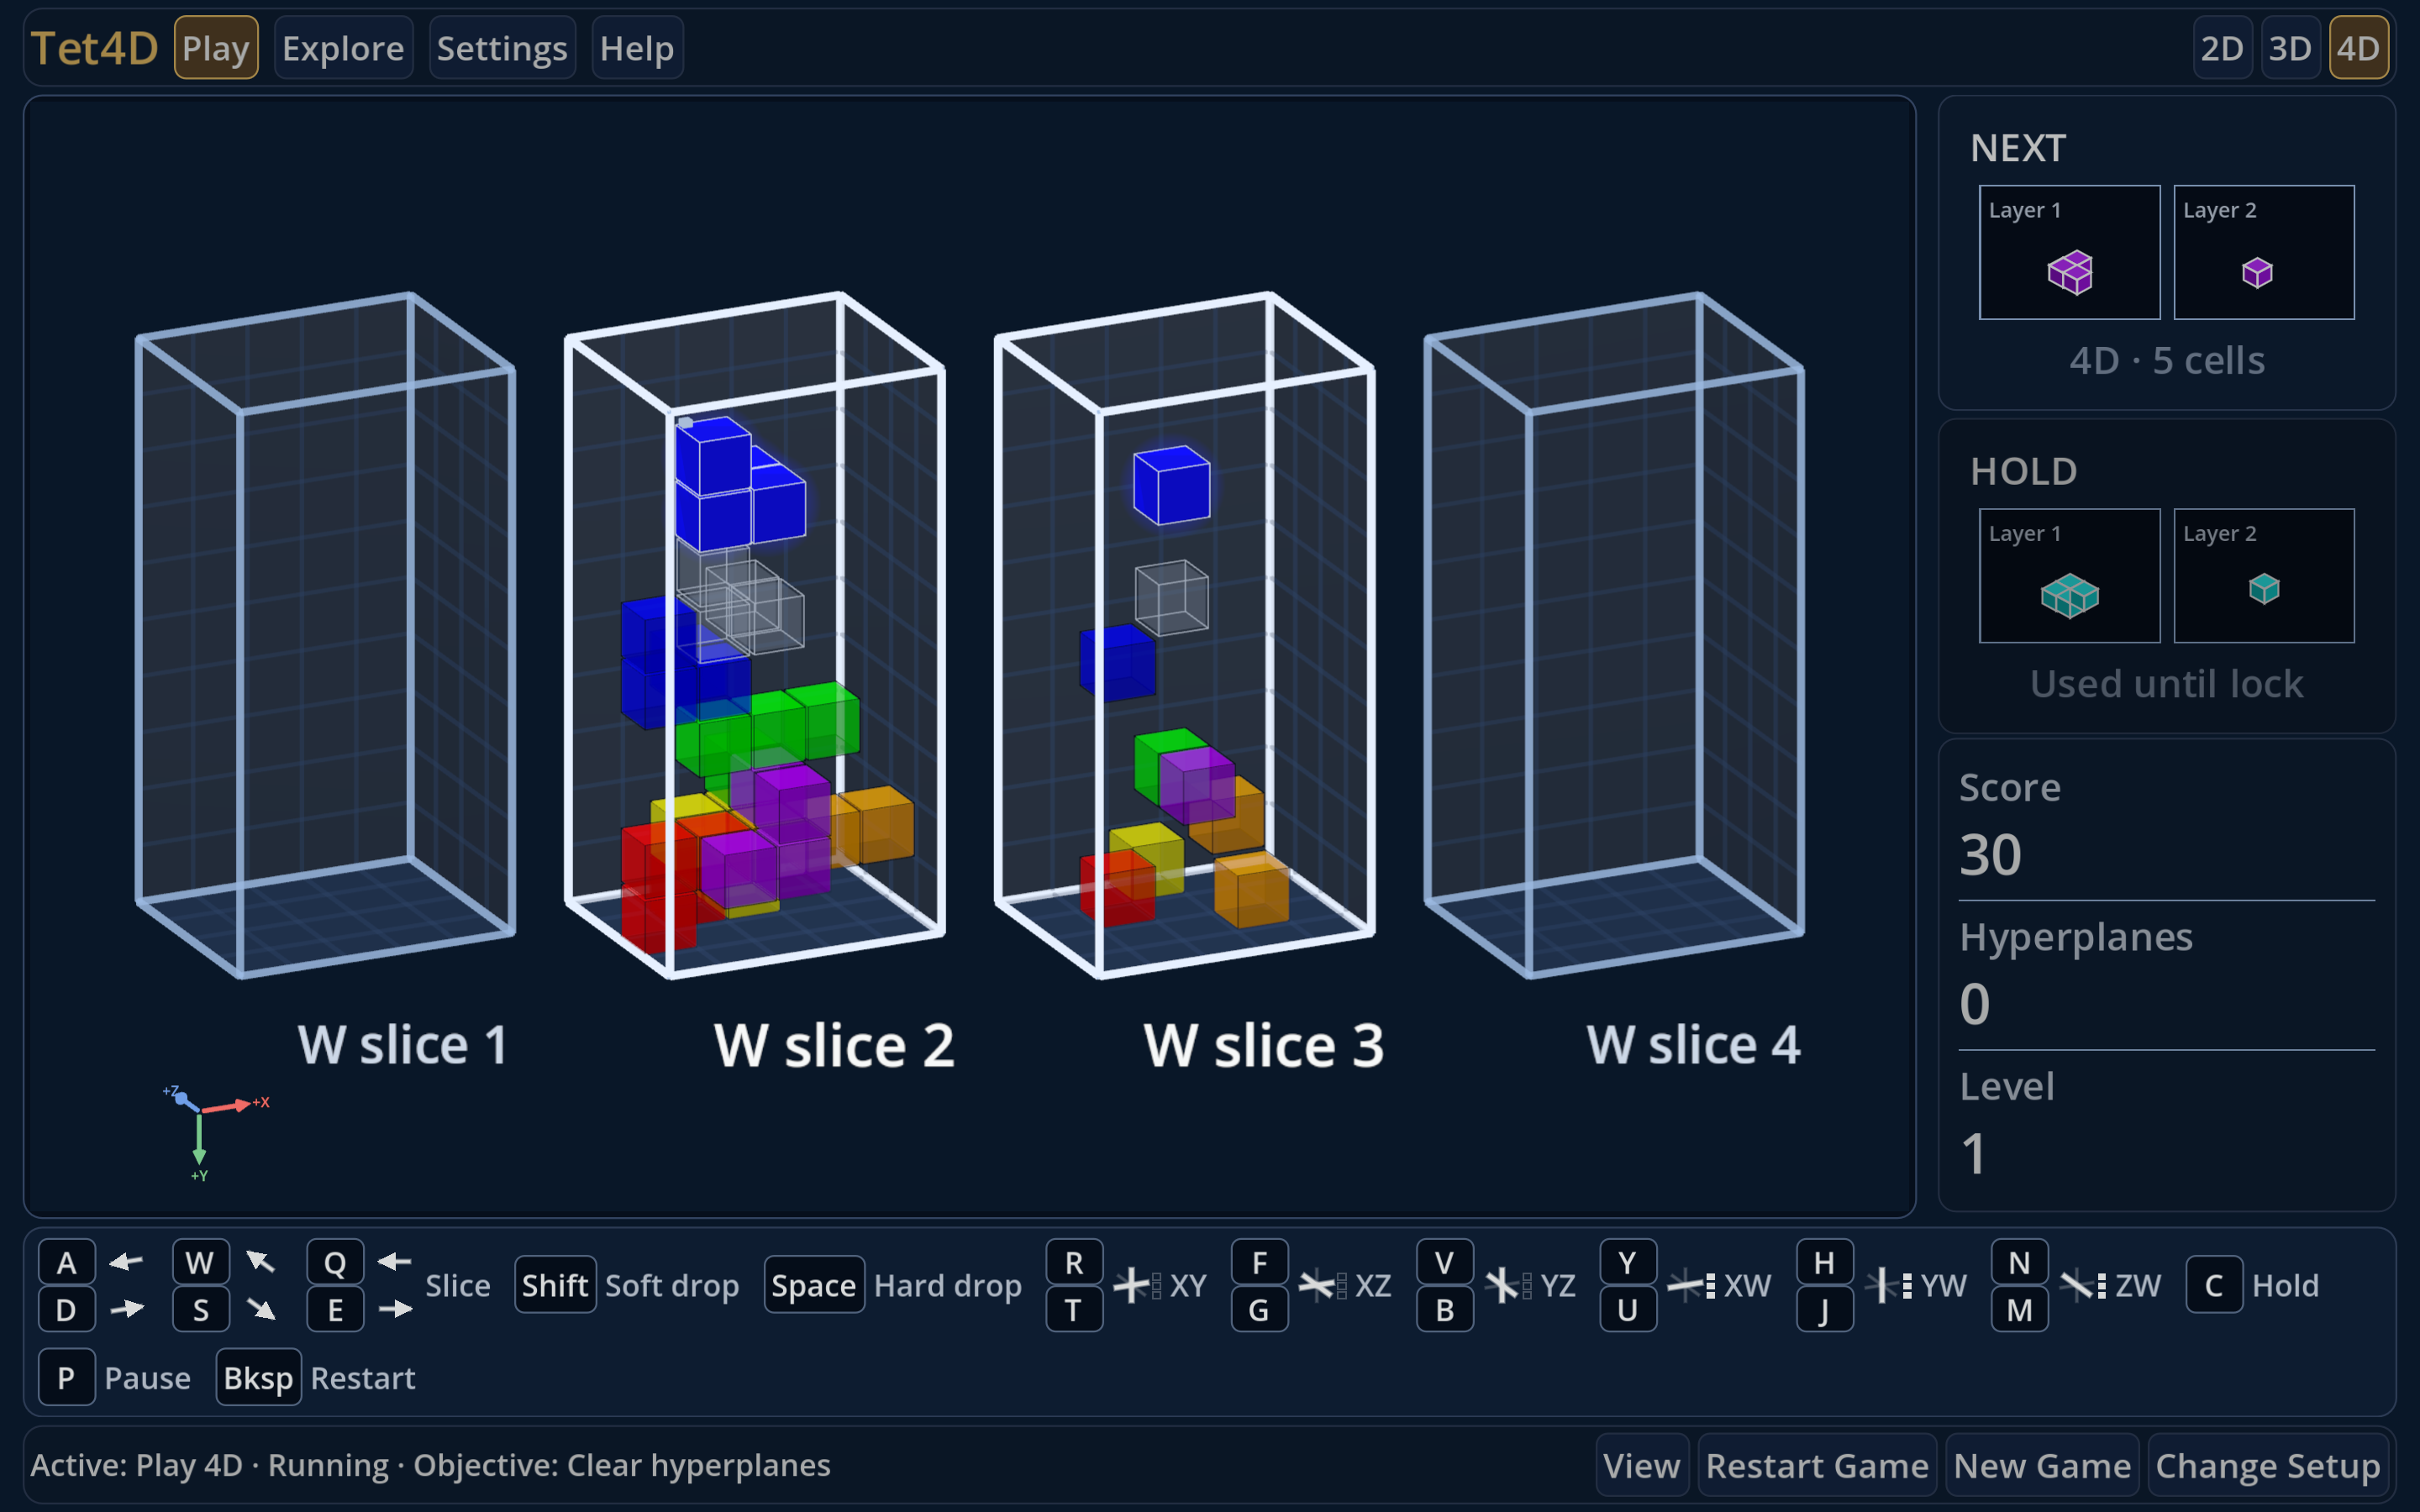 Tet4D Play Explore Settings Help 2D 3D 4D
NEXT
Layer 1 Layer 2
4D · 5 cells
HOLD
Layer 1 Layer 2
Used until lock
Score
30
Hyperplanes
0
Level
1
W slice 1 W slice 2 W slice 3 W slice 4
+Z +X
+Y
A W Q Slice Shift Soft drop Space Hard drop R XY F XZ V YZ Y XW H YW N ZW C Hold
D S E T G B U J M
P Pause Bksp Restart
Active: Play 4D · Running · Objective: Clear hyperplanes View Restart Game New Game Change Setup